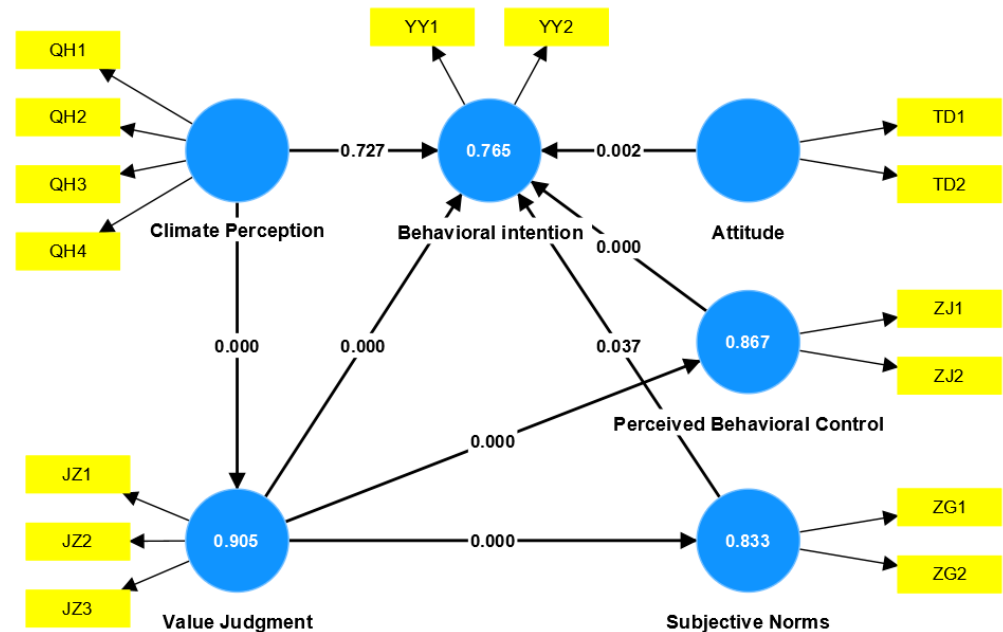 YY1
YY2
QH1
QH2
QH3
QH4
0.727
0.765
0.002
TD1
TD2
Climate Perception
Behavioral intention
Attitude
0.000
ZJ1
ZJ2
0.000
0.000
0.037
0.867
Perceived Behavioral Control
0.000
JZ1
JZ2
JZ3
0.905
0.000
0.833
ZG1
ZG2
Value Judgment
Subjective Norms